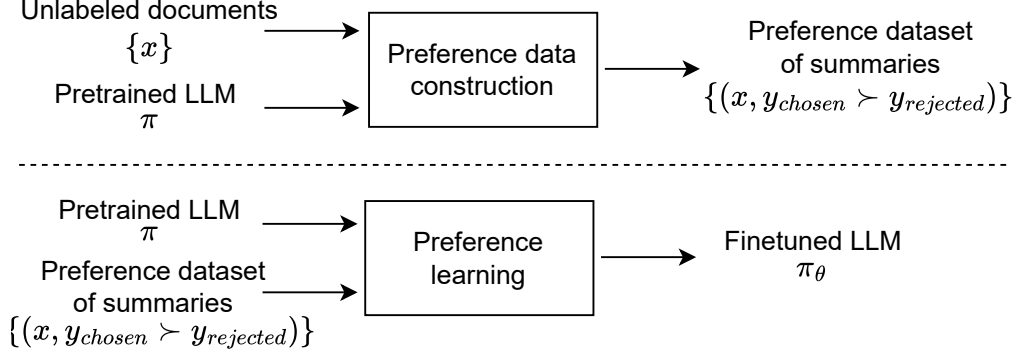 Unlabeled documents
{x}
Pretrained LLM
π
Preference data
construction
Preference dataset
of summaries
{(x, y_chosen ≻ y_rejected)}
Pretrained LLM
π
Preference dataset
of summaries
{(x, y_chosen ≻ y_rejected)}
Preference
learning
Finetuned LLM
π_θ